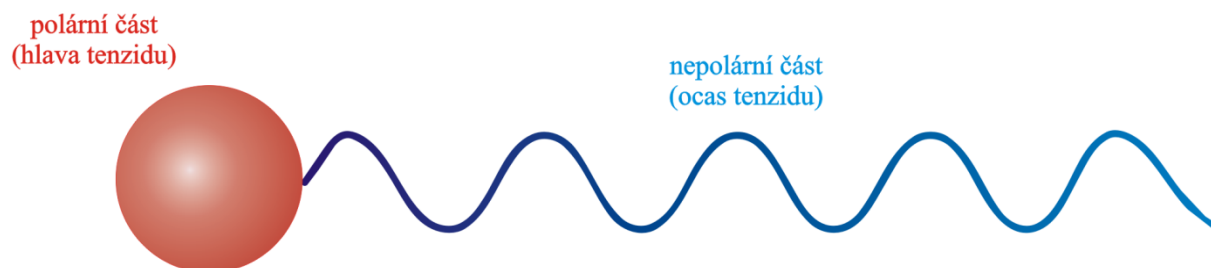 polární část
(hlava tenzidu)
nepolární část
(ocas tenzidu)